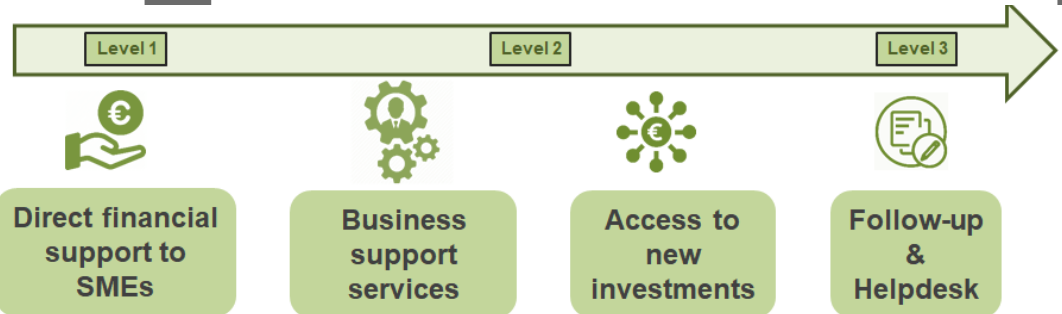 Level 1
Level 2
Level 3
€
€
Direct financial
support to
SMEs
Business
support
services
Access to
new
investments
Follow-up
&
Helpdesk